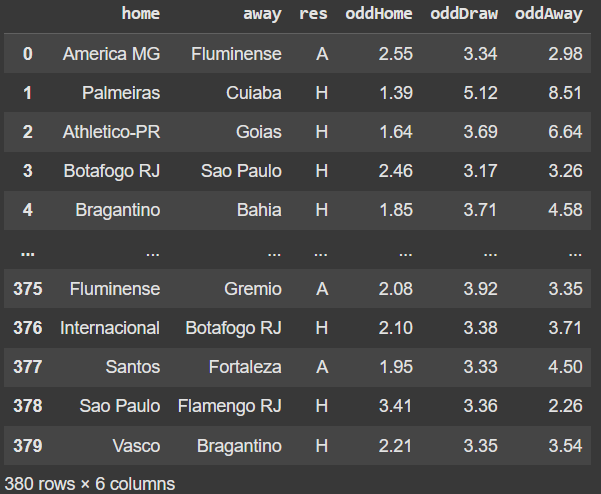 home away res oddHome oddDraw oddAway
0 America MG Fluminense A 2.55 3.34 2.98
1 Palmeiras Cuiaba H 1.39 5.12 8.51
2 Athletico-PR Goias H 1.64 3.69 6.64
3 Botafogo RJ Sao Paulo H 2.46 3.17 3.26
4 Bragantino Bahia H 1.85 3.71 4.58
... ... ... ... ... ... ...
375 Fluminense Gremio A 2.08 3.92 3.35
376 Internacional Botafogo RJ H 2.10 3.38 3.71
377 Santos Fortaleza A 1.95 3.33 4.50
378 Sao Paulo Flamengo RJ H 3.41 3.36 2.26
379 Vasco Bragantino H 2.21 3.35 3.54
380 rows × 6 columns